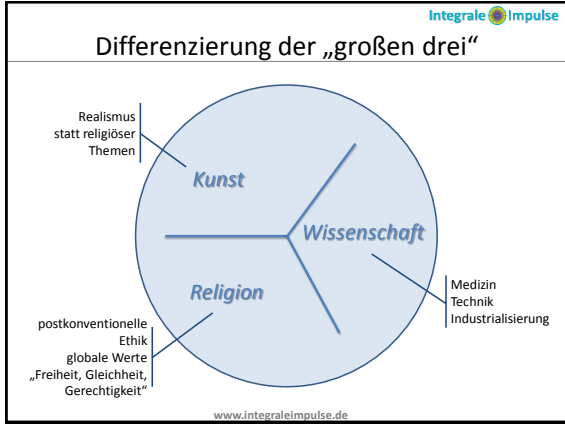 Integrale Impulse
Differenzierung der „großen drei“
Realismus
statt religiöser
Themen
Kunst
Wissenschaft
Religion
Medizin
Technik
Industrialisierung
postkonventionelle
Ethik
globale Werte
„Freiheit, Gleichheit,
Gerechtigkeit“
www.integraleimpulse.de